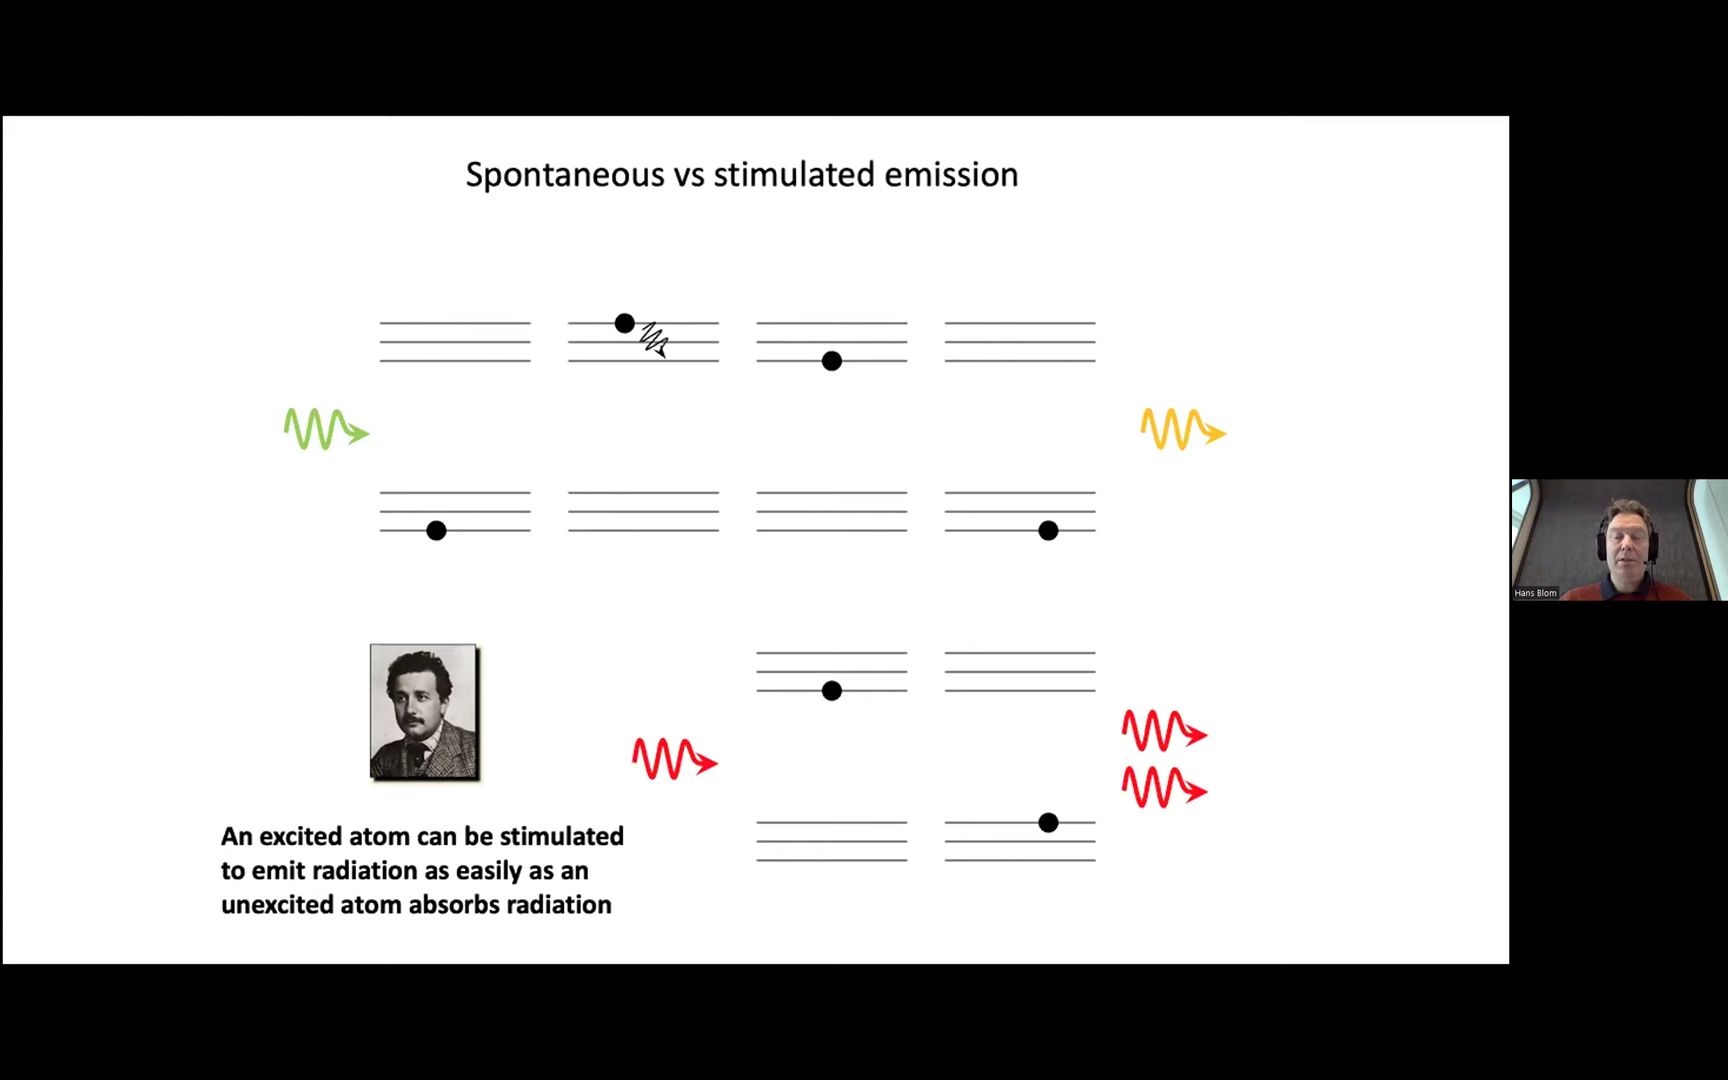 Spontaneous vs stimulated emission
Hans Blom
An excited atom can be stimulated
to emit radiation as easily as an
unexcited atom absorbs radiation